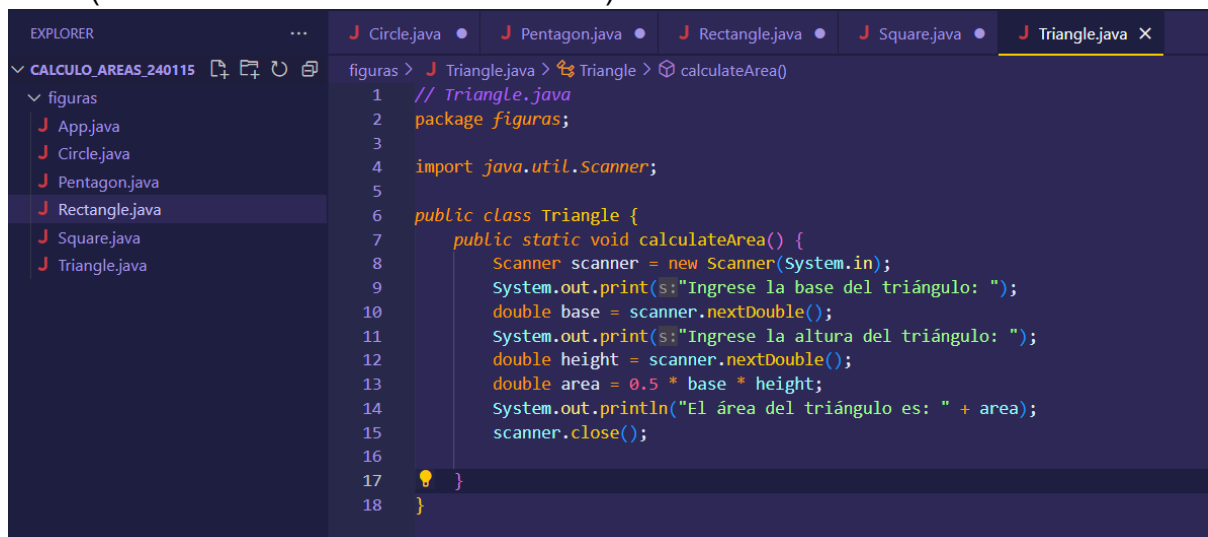 EXPLORER ...
CALCULO_AREAS_240115
figuras
J App.java
J Circle.java
J Pentagon.java
J Rectangle.java
J Square.java
J Triangle.java
J Circle.java ● J Pentagon.java ● J Rectangle.java ● J Square.java ● J Triangle.java ×
figuras > J Triangle.java > Triangle > calculateArea()
1 // Triangle.java
2 package figuras;
3
4 import java.util.Scanner;
5
6 public class Triangle {
7 public static void calculateArea() {
8 Scanner scanner = new Scanner(System.in);
9 System.out.print(s:"Ingrese la base del triángulo: ");
10 double base = scanner.nextDouble();
11 System.out.print(s:"Ingrese la altura del triángulo: ");
12 double height = scanner.nextDouble();
13 double area = 0.5 * base * height;
14 System.out.println("El área del triángulo es: " + area);
15 scanner.close();
16
17 }
18 }